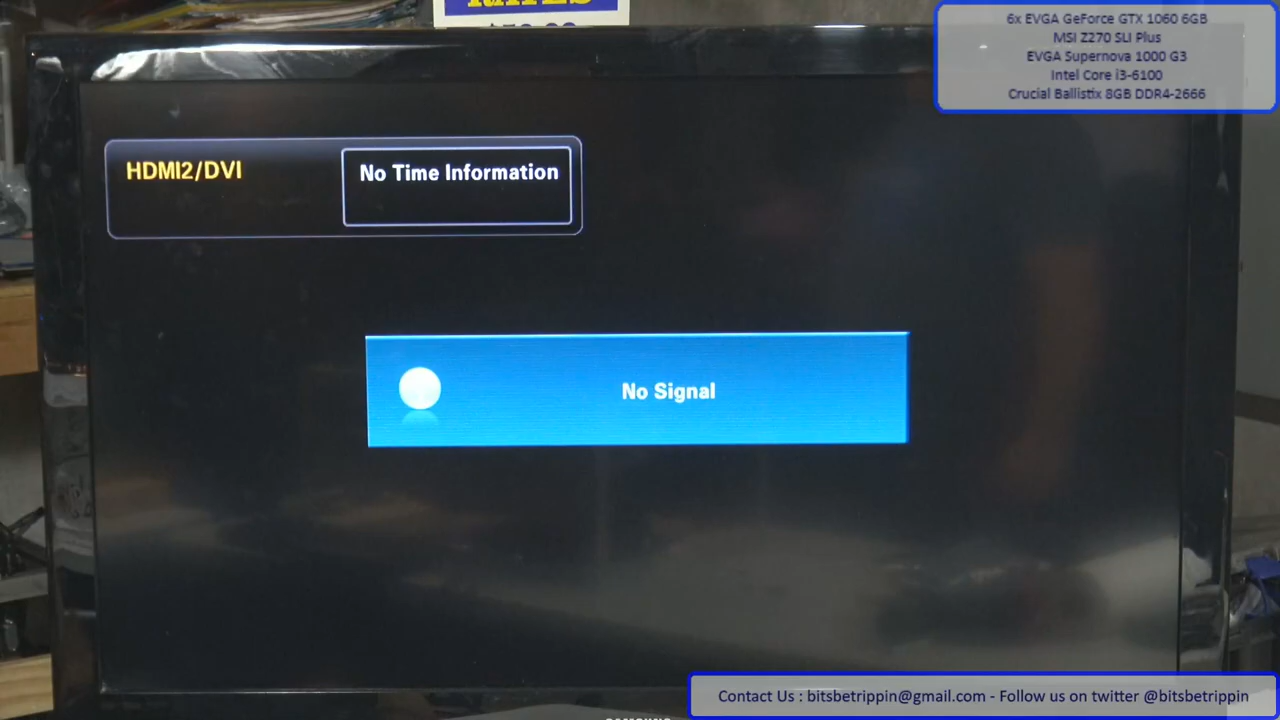 6x EVGA GeForce GTX 1060 6GB
MSI Z270 SLI Plus
EVGA Supernova 1000 G3
Intel Core i3-6100
Crucial Ballistix 8GB DDR4-2666
HDMI2/DVI
No Time Information
No Signal
Contact Us : bitsbetrippin@gmail.com - Follow us on twitter @bitsbetrippin